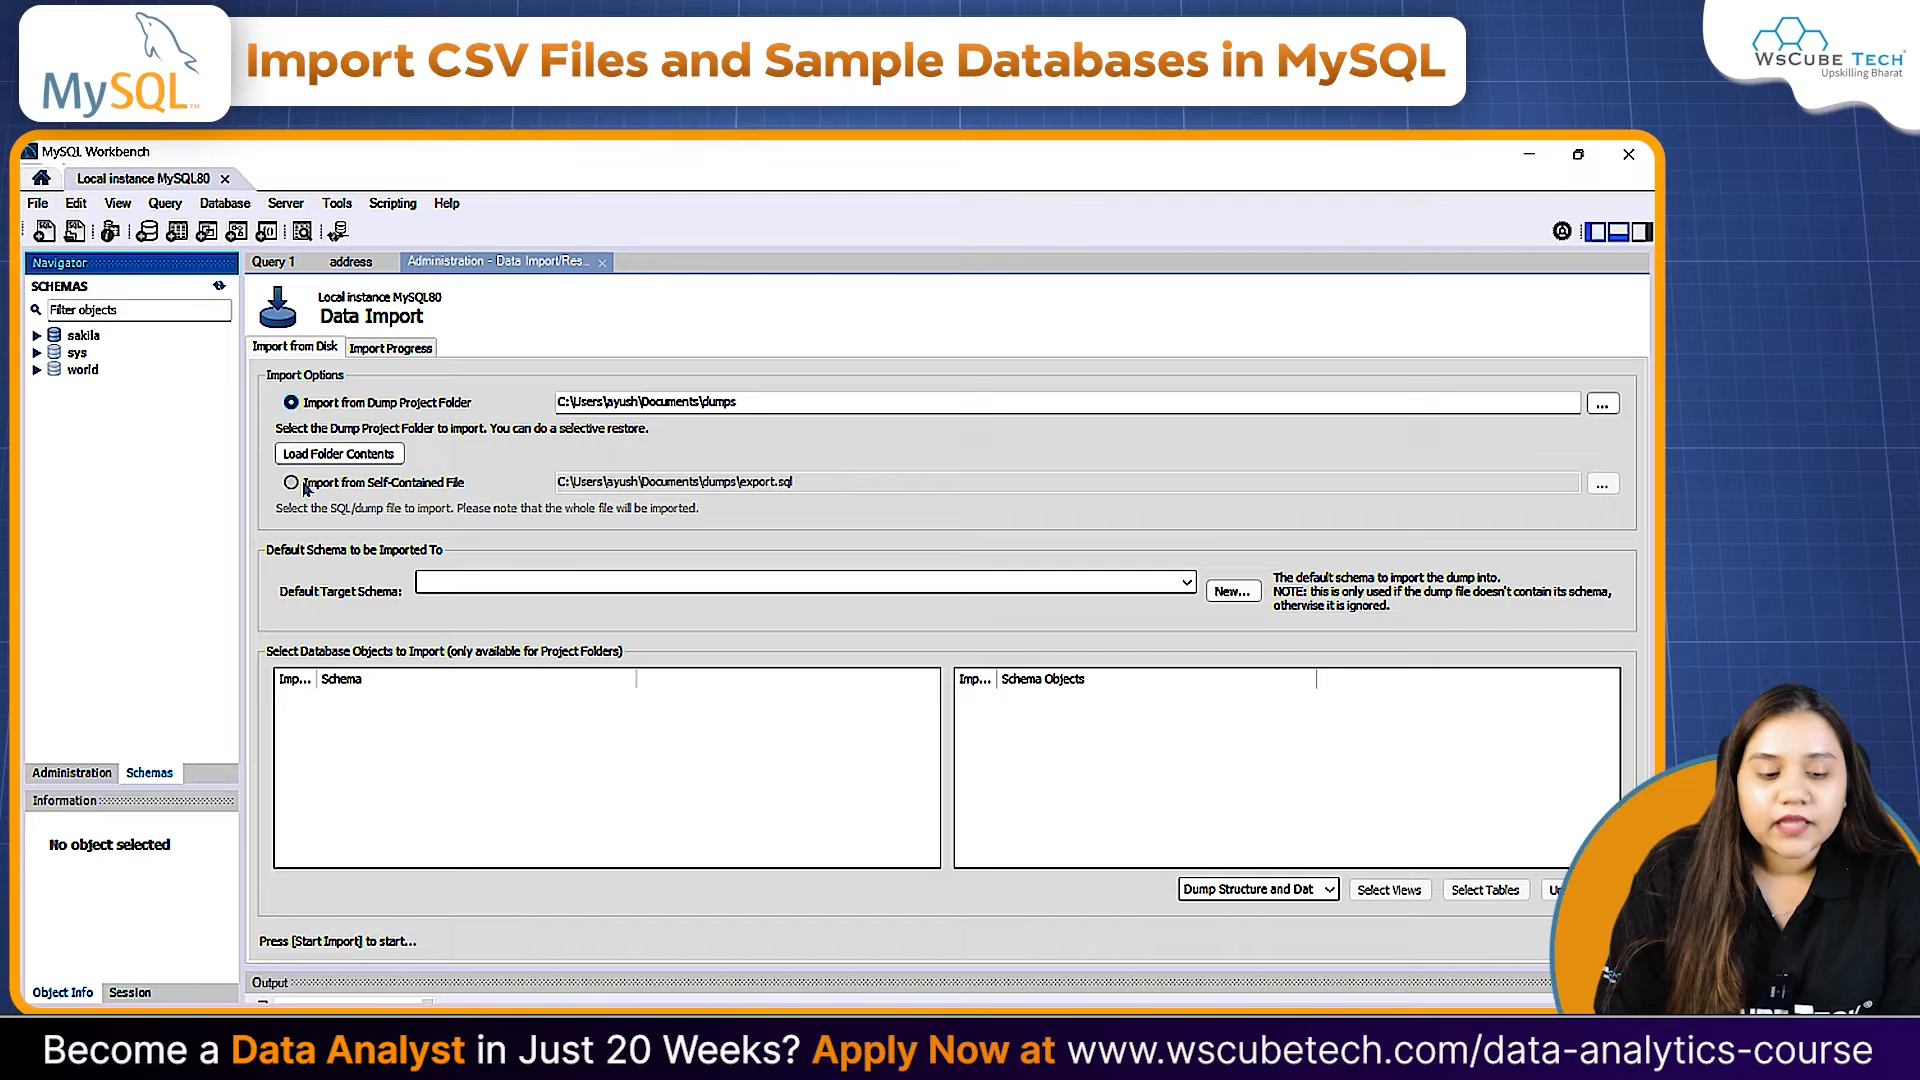 MySQL™
Import CSV Files and Sample Databases in MySQL
WsCube Tech®
Upskilling Bharat
MySQL Workbench
Local instance MySQL80
File Edit View Query Database Server Tools Scripting Help
Navigator
SCHEMAS
Filter objects
sakila
sys
world
Administration Schemas
Information
No object selected
Object Info Session
Query 1 address Administration - Data Import/Res...
Local instance MySQL80
Data Import
Import from Disk Import Progress
Import Options
Import from Dump Project Folder C:\Users\ayush\Documents\dumps ...
Select the Dump Project Folder to import. You can do a selective restore.
Load Folder Contents
Import from Self-Contained File C:\Users\ayush\Documents\dumps\export.sql ...
Select the SQL/dump file to import. Please note that the whole file will be imported.
Default Schema to be Imported To
Default Target Schema: New...
The default schema to import the dump into.
NOTE: this is only used if the dump file doesn't contain its schema,
otherwise it is ignored.
Select Database Objects to Import (only available for Project Folders)
Imp... Schema
Imp... Schema Objects
Dump Structure and Dat Select Views Select Tables
Press [Start Import] to start...
Output
Become a Data Analyst in Just 20 Weeks? Apply Now at www.wscubetech.com/data-analytics-course